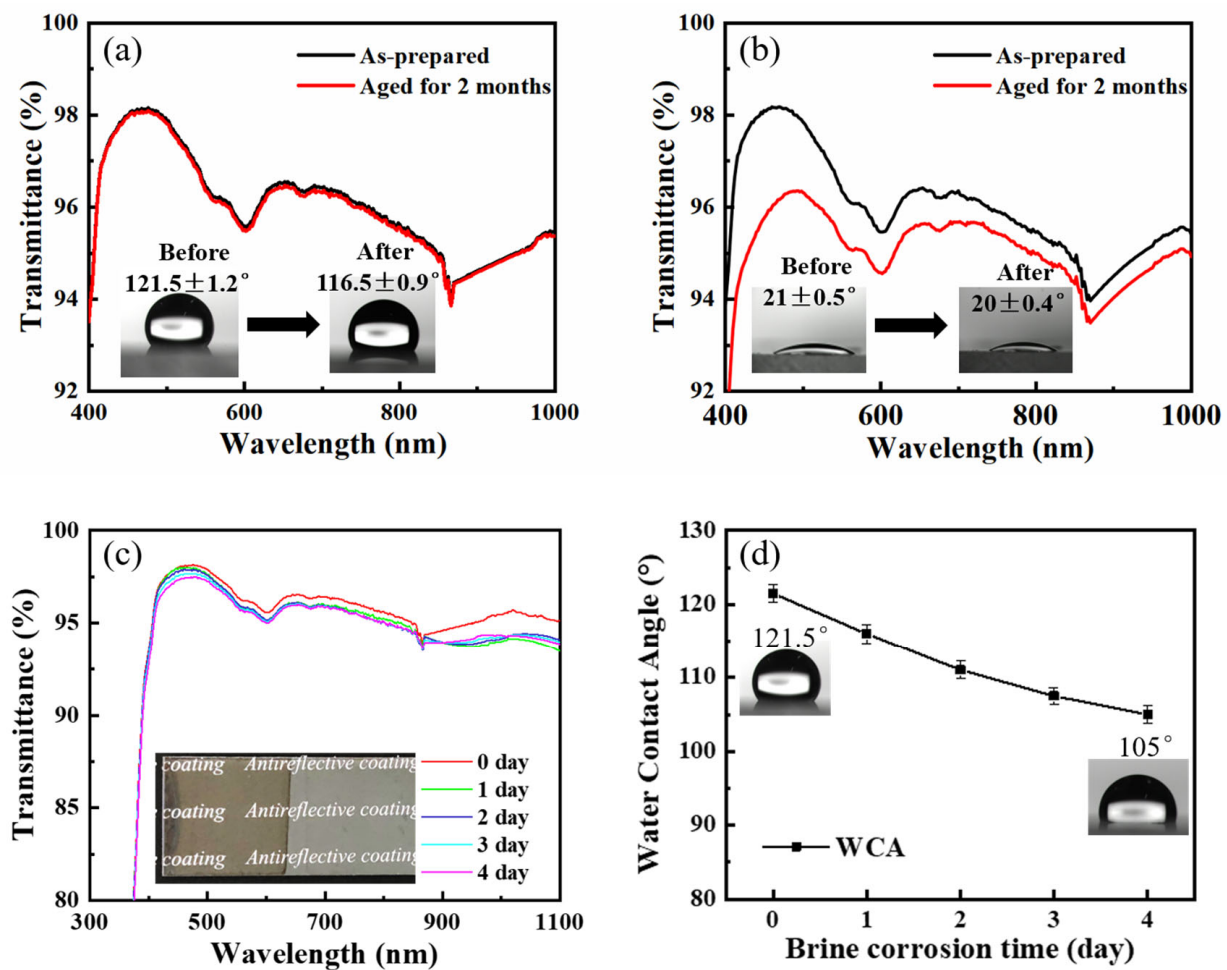 (a)
As-prepared
Aged for 2 months
Before
121.5±1.2°
After
116.5±0.9°
Transmittance (%)
100
98
96
94
92
400
600
800
1000
Wavelength (nm)
(b)
As-prepared
Aged for 2 months
Before
21±0.5°
After
20±0.4°
Transmittance (%)
100
98
96
94
92
400
600
800
1000
Wavelength (nm)
(c)
Transmittance (%)
100
95
90
85
80
coating Antireflective coating
coating Antireflective coating
coating Antireflective coating
0 day
1 day
2 day
3 day
4 day
300
500
700
900
1100
Wavelength (nm)
(d)
Water Contact Angle (°)
130
120
110
100
90
80
121.5°
105°
WCA
0
1
2
3
4
Brine corrosion time (day)